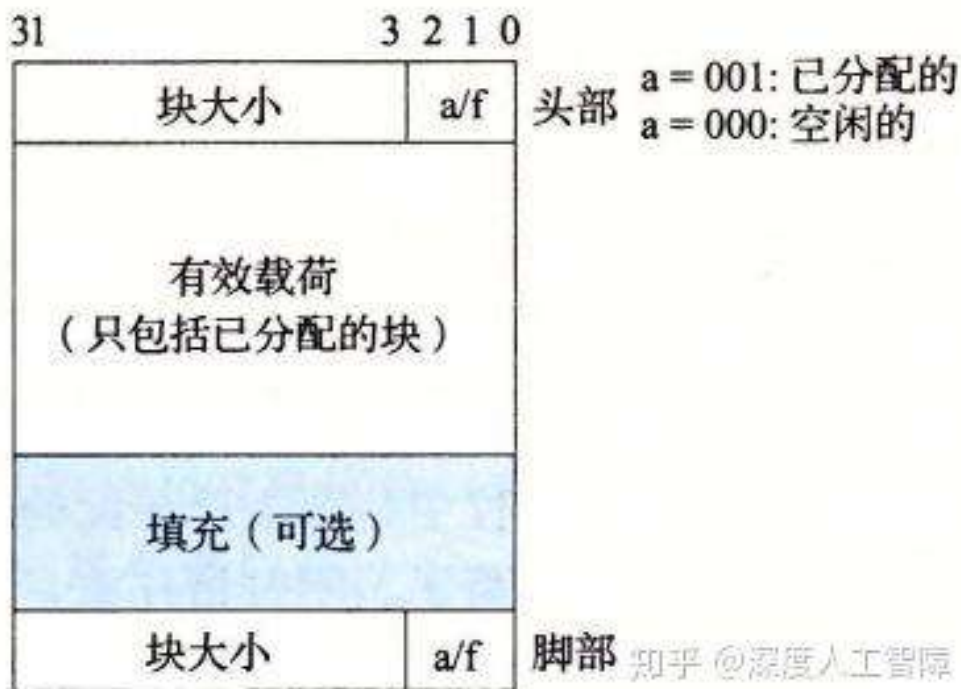 31 3 2 1 0
块大小 a/f 头部 a = 001: 已分配的
a = 000: 空闲的
有效载荷
（只包括已分配的块）
填充（可选）
块大小 a/f 脚部
知乎 @深度人工智障